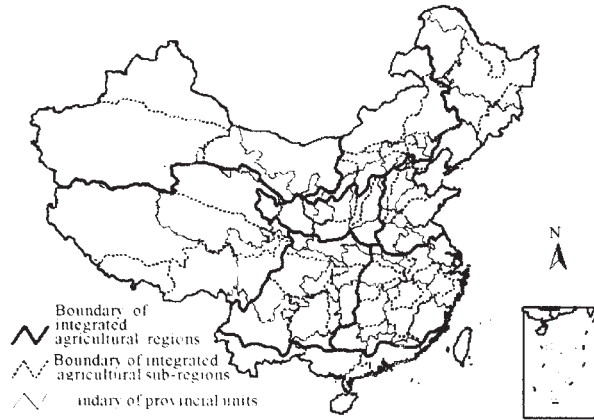 N
Boundary of
integrated
agricultural regions
Boundary of integrated
agricultural sub-regions
indary of provincial units